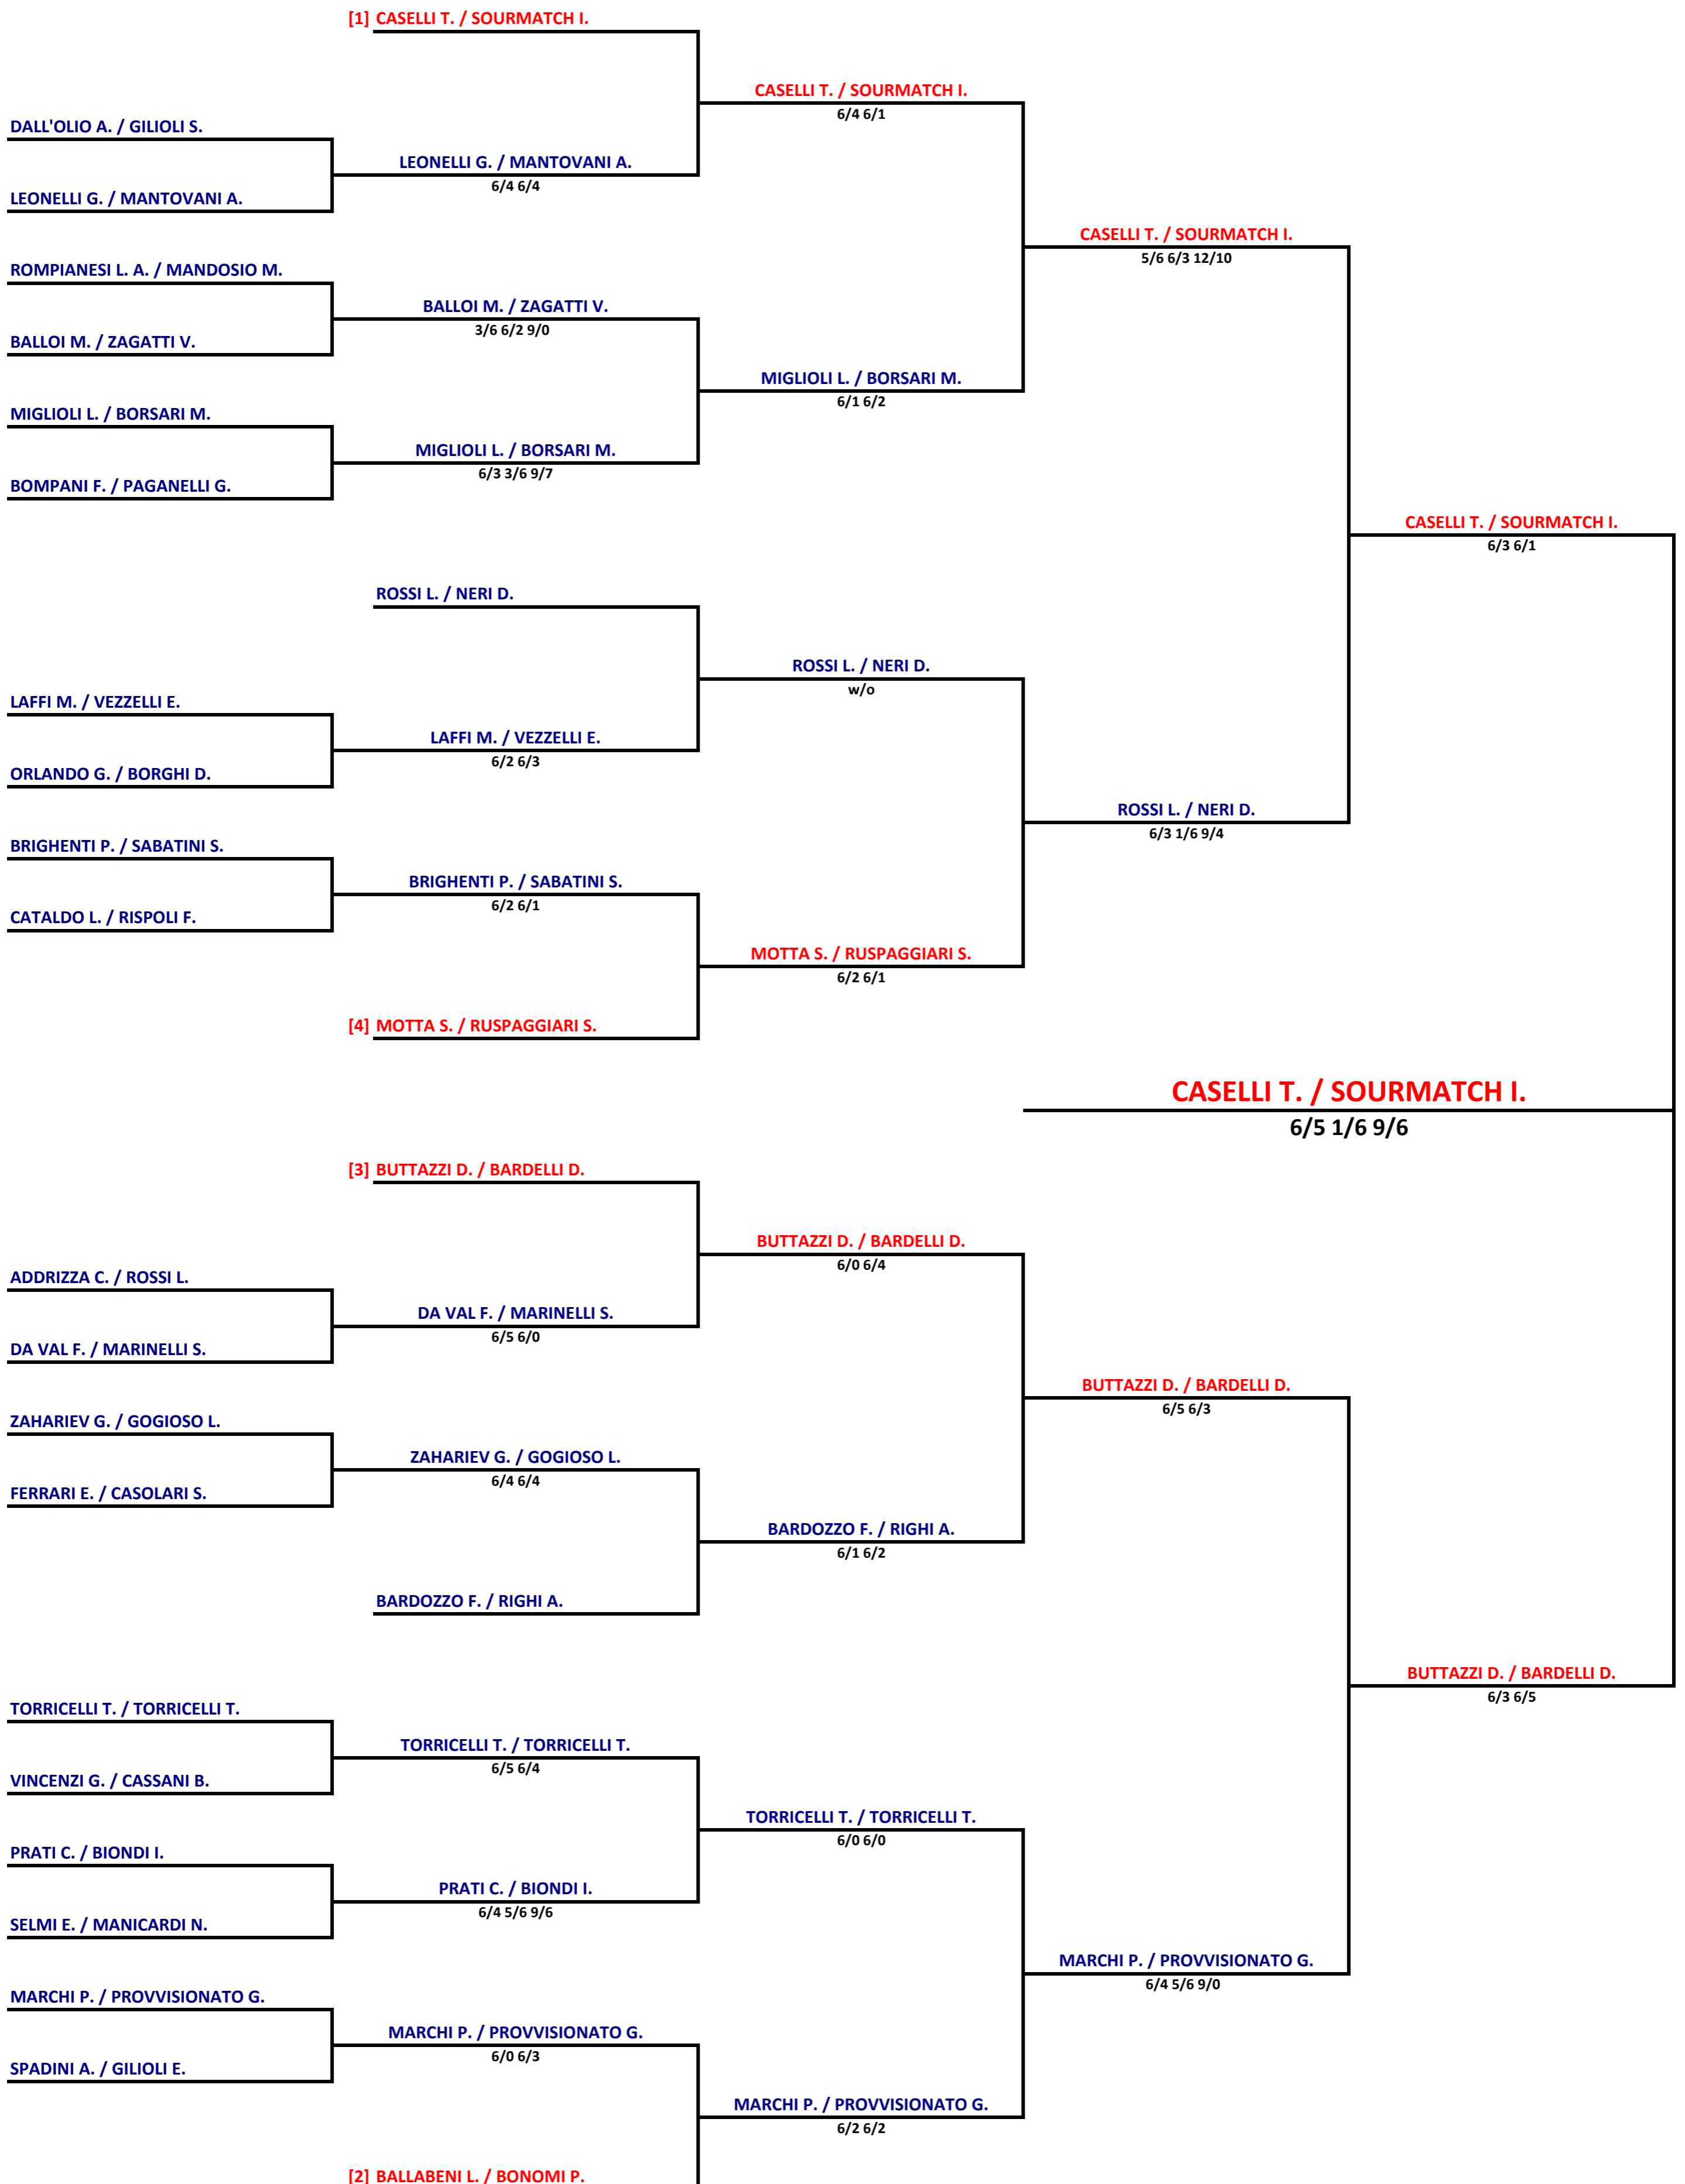 [1] CASELLI T. / SOURMATCH I.
CASELLI T. / SOURMATCH I.
6/4 6/1
DALL'OLIO A. / GILIOLI S.
LEONELLI G. / MANTOVANI A.
6/4 6/4
LEONELLI G. / MANTOVANI A.
CASELLI T. / SOURMATCH I.
5/6 6/3 12/10
ROMPIANESI L. A. / MANDOSIO M.
BALLOI M. / ZAGATTI V.
3/6 6/2 9/0
BALLOI M. / ZAGATTI V.
MIGLIOLI L. / BORSARI M.
6/1 6/2
MIGLIOLI L. / BORSARI M.
MIGLIOLI L. / BORSARI M.
6/3 3/6 9/7
BOMPANI F. / PAGANELLI G.
CASELLI T. / SOURMATCH I.
6/3 6/1
ROSSI L. / NERI D.
ROSSI L. / NERI D.
w/o
LAFFI M. / VEZZELLI E.
LAFFI M. / VEZZELLI E.
6/2 6/3
ORLANDO G. / BORGHI D.
ROSSI L. / NERI D.
6/3 1/6 9/4
BRIGHENTI P. / SABATINI S.
BRIGHENTI P. / SABATINI S.
6/2 6/1
CATALDO L. / RISPOLI F.
MOTTA S. / RUSPAGGIARI S.
6/2 6/1
[4] MOTTA S. / RUSPAGGIARI S.
CASELLI T. / SOURMATCH I.
6/5 1/6 9/6
[3] BUTTAZZI D. / BARDELLI D.
BUTTAZZI D. / BARDELLI D.
6/0 6/4
ADDRIZZA C. / ROSSI L.
DA VAL F. / MARINELLI S.
6/5 6/0
DA VAL F. / MARINELLI S.
BUTTAZZI D. / BARDELLI D.
6/5 6/3
ZAHARIEV G. / GOGIOSO L.
ZAHARIEV G. / GOGIOSO L.
6/4 6/4
FERRARI E. / CASOLARI S.
BARDOZZO F. / RIGHI A.
6/1 6/2
BARDOZZO F. / RIGHI A.
BUTTAZZI D. / BARDELLI D.
6/3 6/5
TORRICELLI T. / TORRICELLI T.
TORRICELLI T. / TORRICELLI T.
6/5 6/4
VINCENZI G. / CASSANI B.
TORRICELLI T. / TORRICELLI T.
6/0 6/0
PRATI C. / BIONDI I.
PRATI C. / BIONDI I.
6/4 5/6 9/6
SELMI E. / MANICARDI N.
MARCHI P. / PROVVISIONATO G.
6/4 5/6 9/0
MARCHI P. / PROVVISIONATO G.
MARCHI P. / PROVVISIONATO G.
6/0 6/3
SPADINI A. / GILIOLI E.
MARCHI P. / PROVVISIONATO G.
6/2 6/2
[2] BALLABENI L. / BONOMI P.